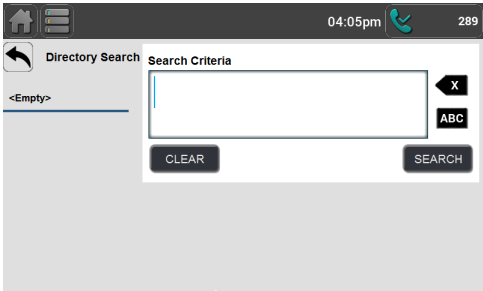 04:05pm 289
Directory Search
Search Criteria
<Empty>
X
ABC
CLEAR
SEARCH